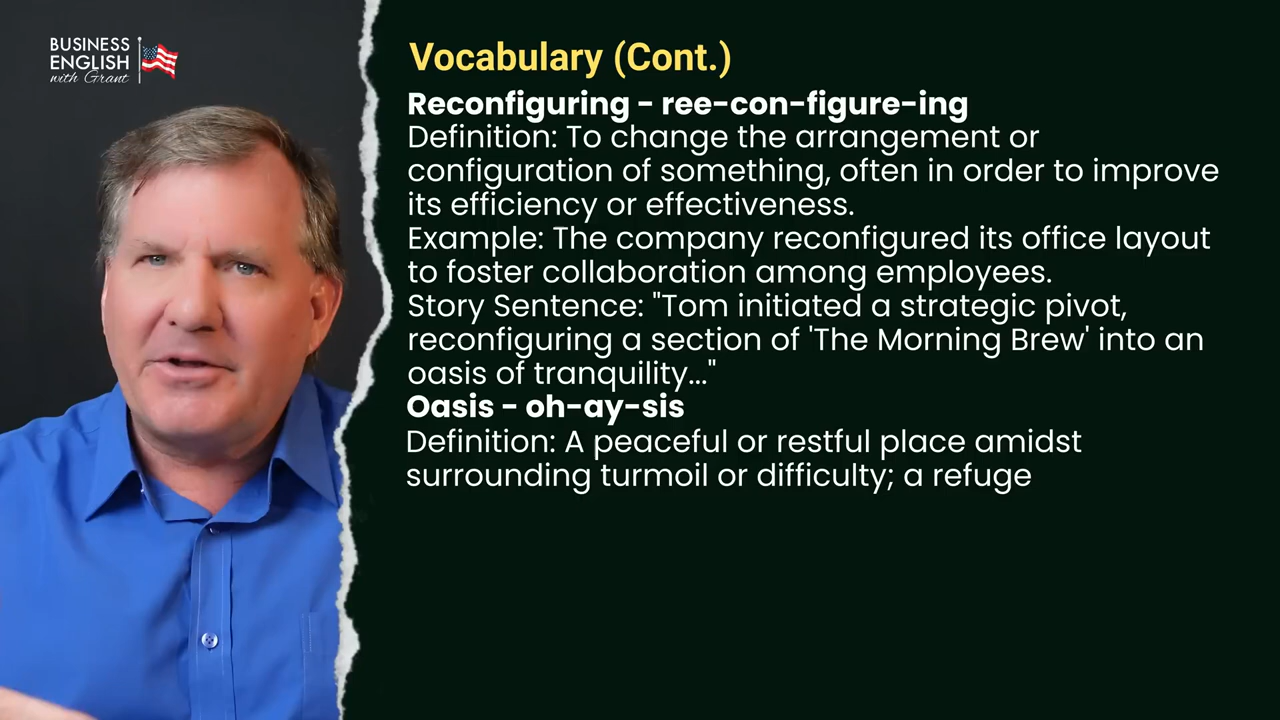 BUSINESS
ENGLISH
with Grant
Vocabulary (Cont.)
Reconfiguring - ree-con-figure-ing
Definition: To change the arrangement or
configuration of something, often in order to improve
its efficiency or effectiveness.
Example: The company reconfigured its office layout
to foster collaboration among employees.
Story Sentence: "Tom initiated a strategic pivot,
reconfiguring a section of 'The Morning Brew' into an
oasis of tranquility..."
Oasis - oh-ay-sis
Definition: A peaceful or restful place amidst
surrounding turmoil or difficulty; a refuge